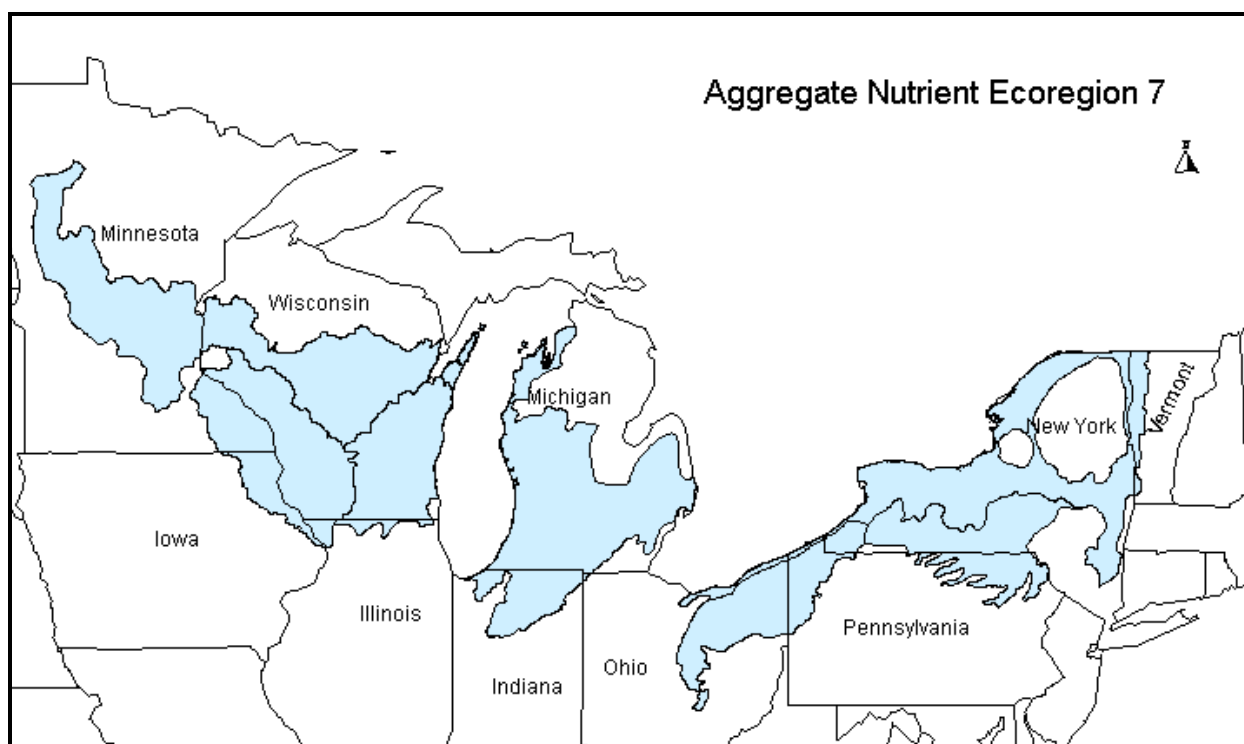 Aggregate Nutrient Ecoregion 7
Minnesota
Wisconsin
Michigan
New York
Vermont
Iowa
Illinois
Indiana
Ohio
Pennsylvania